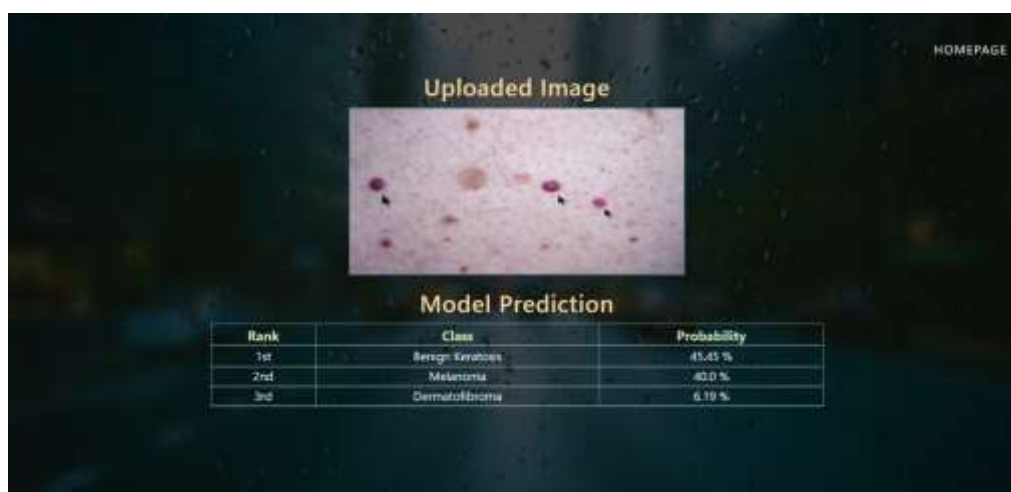 HOMEPAGE
Uploaded Image
Model Prediction
Rank Class Probability
1st Benign Keratosis 45.45 %
2nd Melanoma 40.0 %
3rd Dermatofibroma 6.19 %